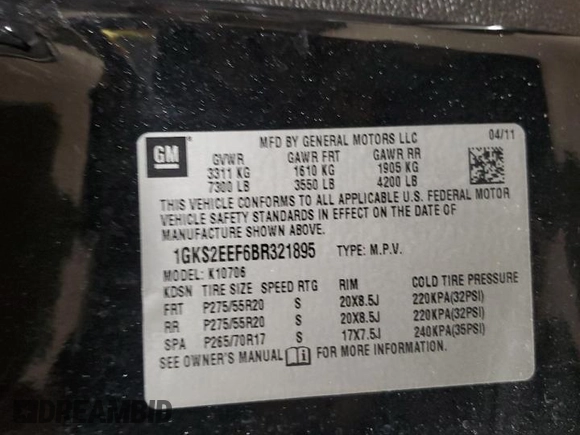 GM
MFD BY GENERAL MOTORS LLC 04/11
GVWR GAWR FRT GAWR RR
3311 KG 1610 KG 1905 KG
7300 LB 3550 LB 4200 LB
THIS VEHICLE CONFORMS TO ALL APPLICABLE U.S. FEDERAL MOTOR
VEHICLE SAFETY STANDARDS IN EFFECT ON THE DATE OF
MANUFACTURE SHOWN ABOVE.
1GKS2EEF6BR321895 TYPE: M.P.V.
MODEL: K10706
KDSN TIRE SIZE SPEED RTG RIM COLD TIRE PRESSURE
FRT P275/55R20 S 20X8.5J 220KPA(32PSI)
RR P275/55R20 S 20X8.5J 220KPA(32PSI)
SPA P265/70R17 S 17X7.5J 240KPA(35PSI)
SEE OWNER'S MANUAL FOR MORE INFORMATION.
DREAMBID